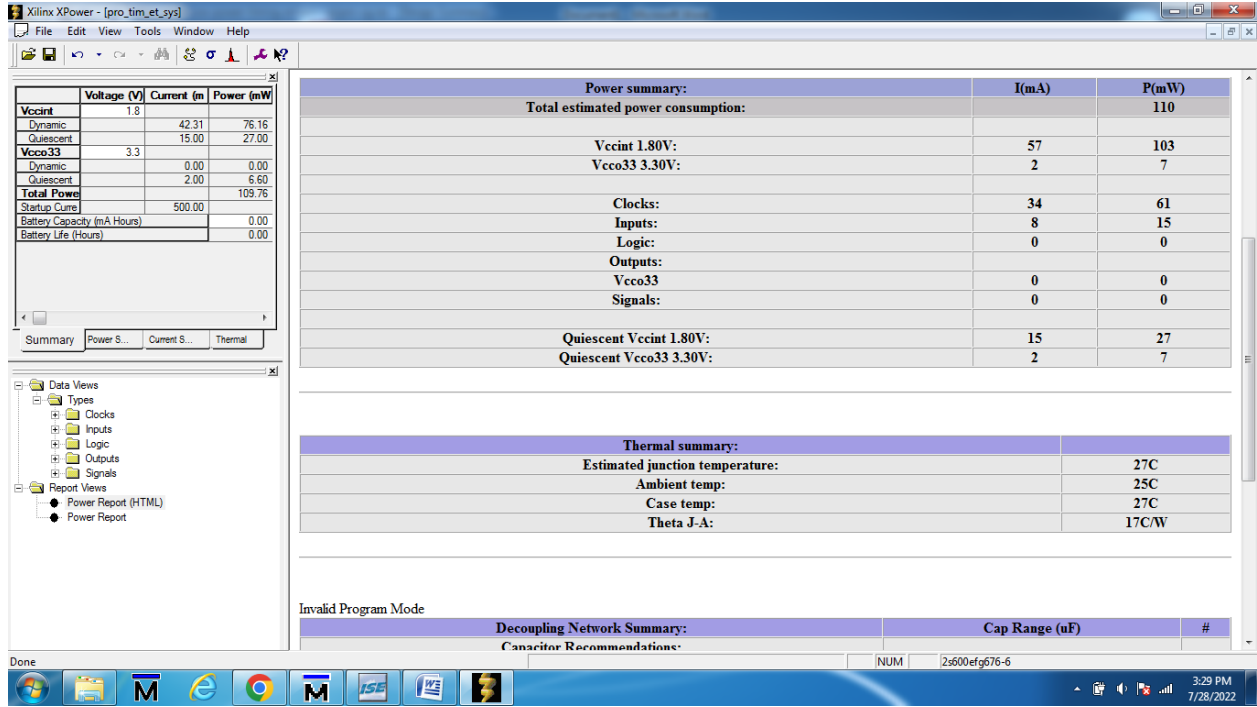 Xilinx XPower - [pro_tim_et_sys]
File Edit View Tools Window Help
Voltage (V) Current (m Power (mW
Vccint 1.8
Dynamic 42.31 76.16
Quiescent 15.00 27.00
Vcco33 3.3
Dynamic 0.00 0.00
Quiescent 2.00 6.60
Total Powe 109.76
Startup Curre 500.00
Battery Capacity (mA Hours) 0.00
Battery Life (Hours) 0.00
Summary Power S... Current S... Thermal
Data Views
Types
Clocks
Inputs
Logic
Outputs
Signals
Report Views
Power Report (HTML)
Power Report
Power summary: I(mA) P(mW)
Total estimated power consumption: 110
Vccint 1.80V: 57 103
Vcco33 3.30V: 2 7
Clocks: 34 61
Inputs: 8 15
Logic: 0 0
Outputs:
Vcco33 0 0
Signals: 0 0
Quiescent Vccint 1.80V: 15 27
Quiescent Vcco33 3.30V: 2 7
Thermal summary:
Estimated junction temperature: 27C
Ambient temp: 25C
Case temp: 27C
Theta J-A: 17C/W
Invalid Program Mode
Decoupling Network Summary: Cap Range (uF) #
Capacitor Recommendations:
Done NUM 2s600efg676-6
ISE
3:29 PM
7/28/2022